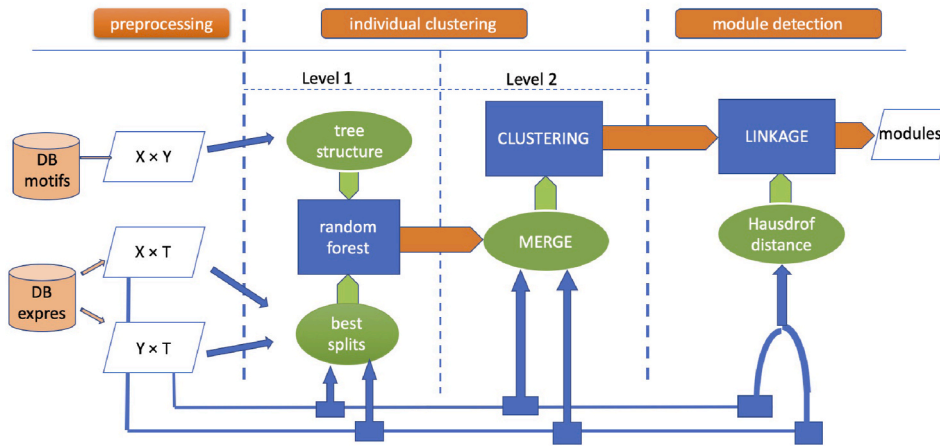 preprocessing
individual clustering
module detection
Level 1
Level 2
DB
motifs
X × Y
tree
structure
CLUSTERING
LINKAGE
modules
random
forest
MERGE
Hausdrof
distance
X × T
DB
expres
Y × T
best
splits